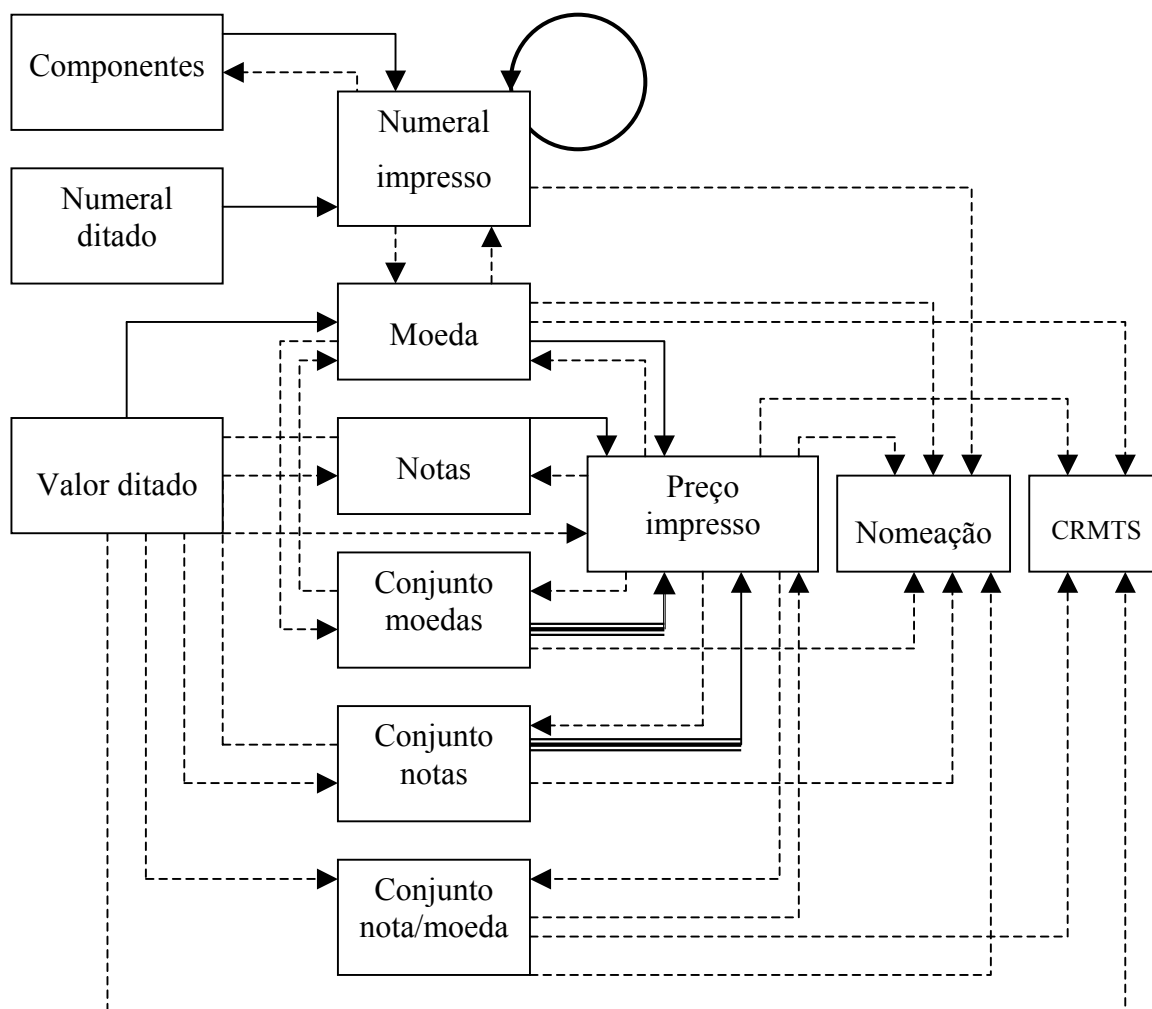 Componentes
Numeral
impresso
Numeral
ditado
Moeda
Valor ditado
Notas
Preço
impresso
Nomeação
CRMTS
Conjunto
moedas
Conjunto
notas
Conjunto
nota/moeda